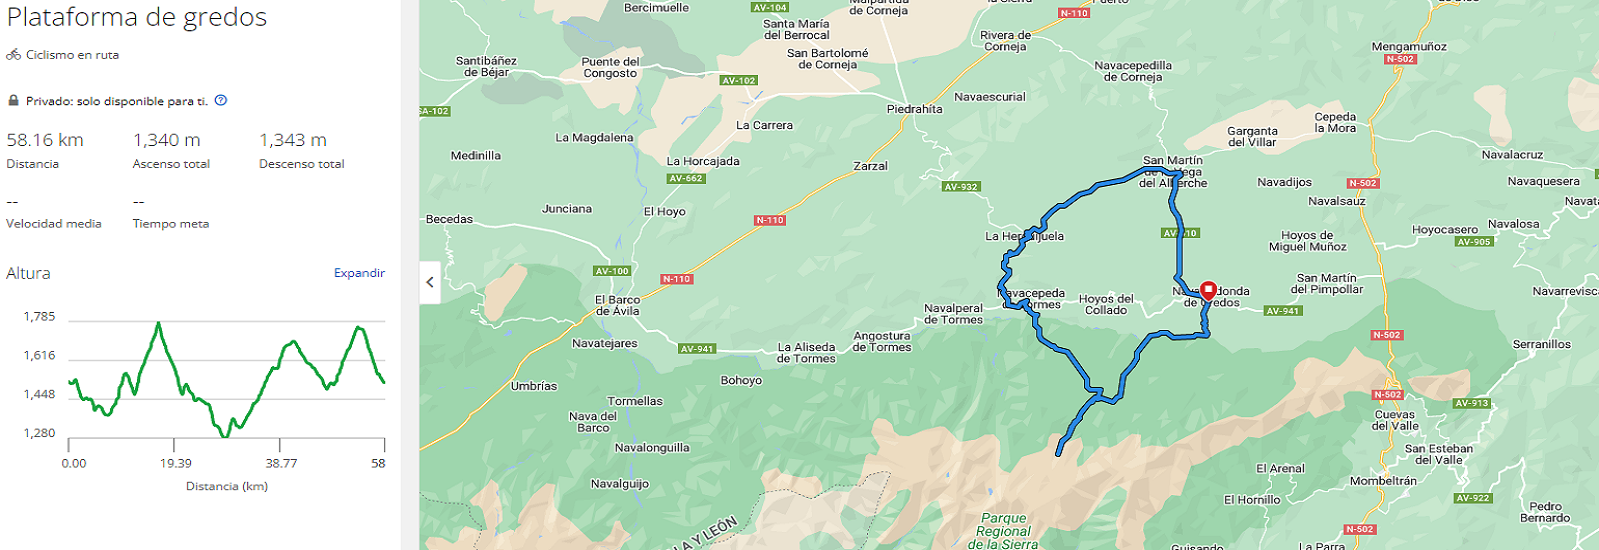 Plataforma de gredos
Ciclismo en ruta
Privado: solo disponible para ti.
58.16 km
1,340 m
1,343 m
Distancia
Ascenso total
Descenso total
--
--
Velocidad media
Tiempo meta
Altura
Expandir
1,785
1,616
1,448
1,280
0.00
19.39
38.77
58
Distancia (km)
Bercimuelle
AV-104
Santa María
del Berrocal
N-110
Puerto
Rivera de
Corneja
Mengamuñoz
N-502
Santibáñez
de Béjar
Puente del
Congosto
San Bartolomé
de Corneja
AV-102
Navacepedilla
de Corneja
SA-102
Navaescurial
Piedrahíta
Cepeda
la Mora
La Carrera
Garganta
del Villar
La Magdalena
Medinilla
La Horcajada
Zarzal
San Martín
del Alberche
Navalacruz
AV-662
AV-932
Navadijos
N-502
Navaquesera
Navalsauz
Junciana
El Hoyo
Becedas
N-110
Navalosa
Hoyocasero
AV-905
Hoyos de
Miguel Muñoz
AV-100
N-110
San Martín
del Pimpollar
Navarrevisca
El Barco
de Ávila
Navalperal
de Tormes
Hoyos del
Collado
AV-941
N-502
Navatejares
AV-941
La Aliseda
de Tormes
Angostura
de Tormes
Serranillos
Umbrías
Bohoyo
Tormellas
N-502
AV-913
Nava del
Barco
Cuevas
del Valle
Navalonguilla
San Esteban
del Valle
El Arenal
Navalguijo
Mombeltrán
El Hornillo
AV-922
Pedro
Bernardo
Parque
Regional
de la Sierra
LA Y LEÓN
N-502
Guisando
La Parra